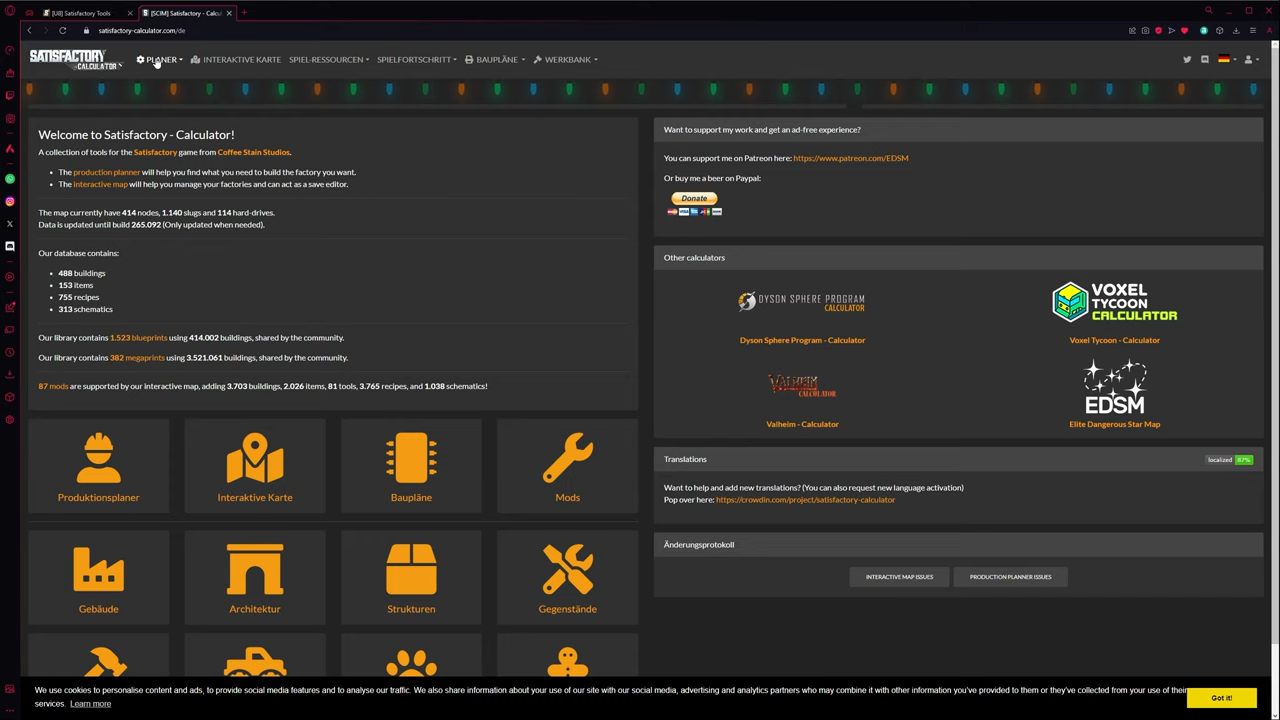 [U8] Satisfactory Tools
[SCIM] Satisfactory - Calcu
satisfactory-calculator.com/de
SATISFACTORY
CALCULATOR
PLANER
INTERAKTIVE KARTE
SPIEL-RESSOURCEN
SPIELFORTSCHRITT
BAUPLÄNE
WERKBANK
Welcome to Satisfactory - Calculator!
A collection of tools for the Satisfactory game from Coffee Stain Studios.
The production planner will help you find what you need to build the factory you want.
The interactive map will help you manage your factories and can act as a save editor.
The map currently have 414 nodes, 1.140 slugs and 114 hard-drives.
Data is updated until build 265.092 (Only updated when needed).
Our database contains:
488 buildings
153 items
755 recipes
313 schematics
Our library contains 1.523 blueprints using 414.002 buildings, shared by the community.
Our library contains 382 megaprints using 3.521.061 buildings, shared by the community.
87 mods are supported by our interactive map, adding 3.703 buildings, 2.026 items, 81 tools, 3.765 recipes, and 1.038 schematics!
Produktionsplaner
Interaktive Karte
Baupläne
Mods
Gebäude
Architektur
Strukturen
Gegenstände
Want to support my work and get an ad-free experience?
You can support me on Patreon here: https://www.patreon.com/EDSM
Or buy me a beer on Paypal:
Donate
Other calculators
DYSON SPHERE PROGRAM
CALCULATOR
VOXEL
TYCOON
CALCULATOR
Dyson Sphere Program - Calculator
Voxel Tycoon - Calculator
VALHEIM
CALCULATOR
EDSM
Valheim - Calculator
Elite Dangerous Star Map
Translations
localized 87%
Want to help and add new translations? (You can also request new language activation)
Pop over here: https://crowdin.com/project/satisfactory-calculator
Änderungsprotokoll
INTERACTIVE MAP ISSUES
PRODUCTION PLANNER ISSUES
We use cookies to personalise content and ads, to provide social media features and to analyse our traffic. We also share information about your use of our site with our social media, advertising and analytics partners who may combine it with other information you've provided to them or they've collected from your use of their
services. Learn more
Got it!